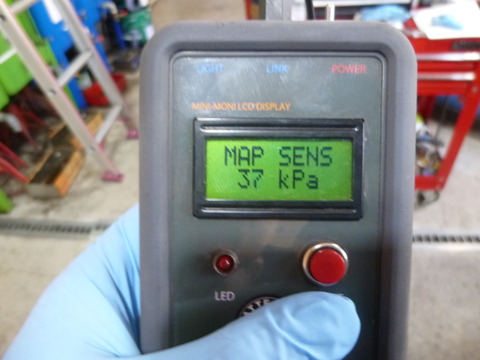 LIGHT LINK POWER
MINI-MONI LCD DISPLAY
MAP SENS
37 kPa
LED